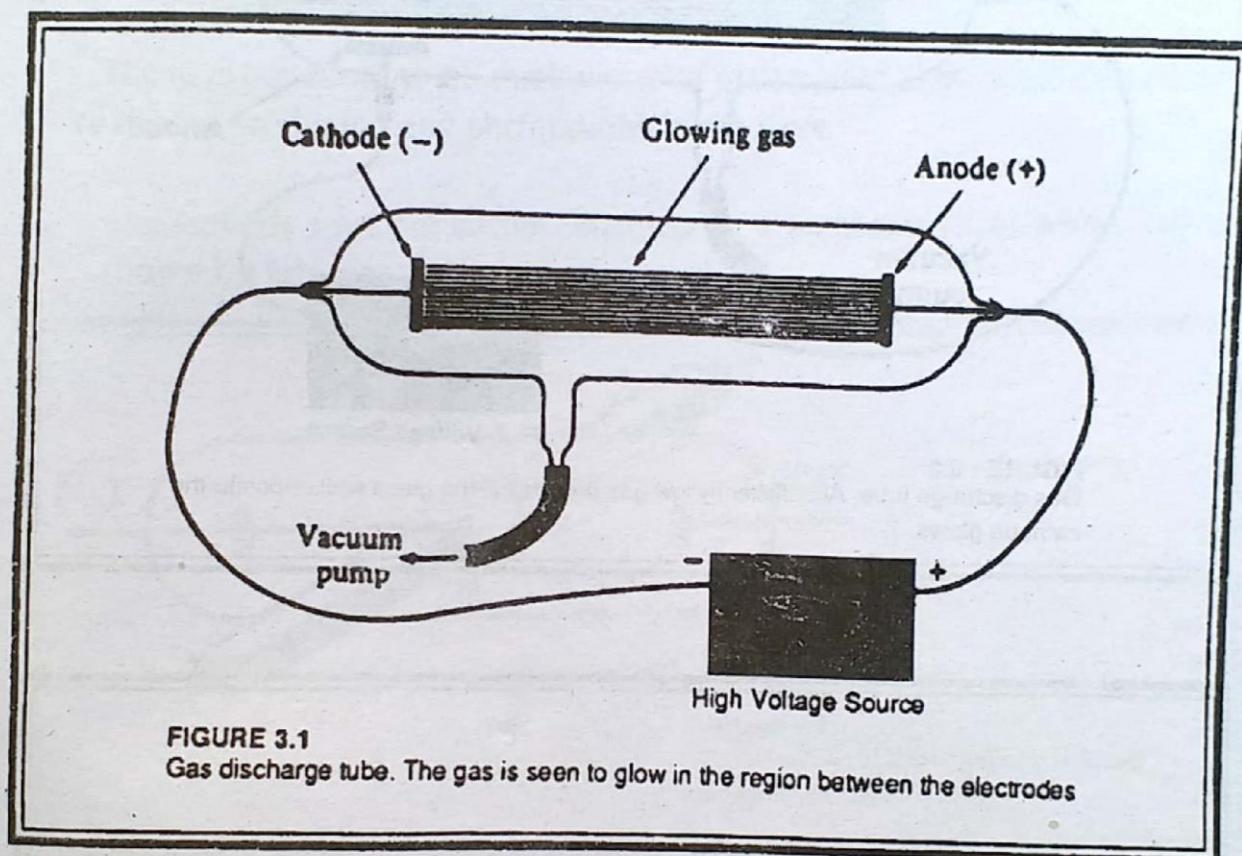 Cathode (−)
Glowing gas
Anode (+)
Vacuum
pump
−
+
High Voltage Source
FIGURE 3.1
Gas discharge tube. The gas is seen to glow in the region between the electrodes